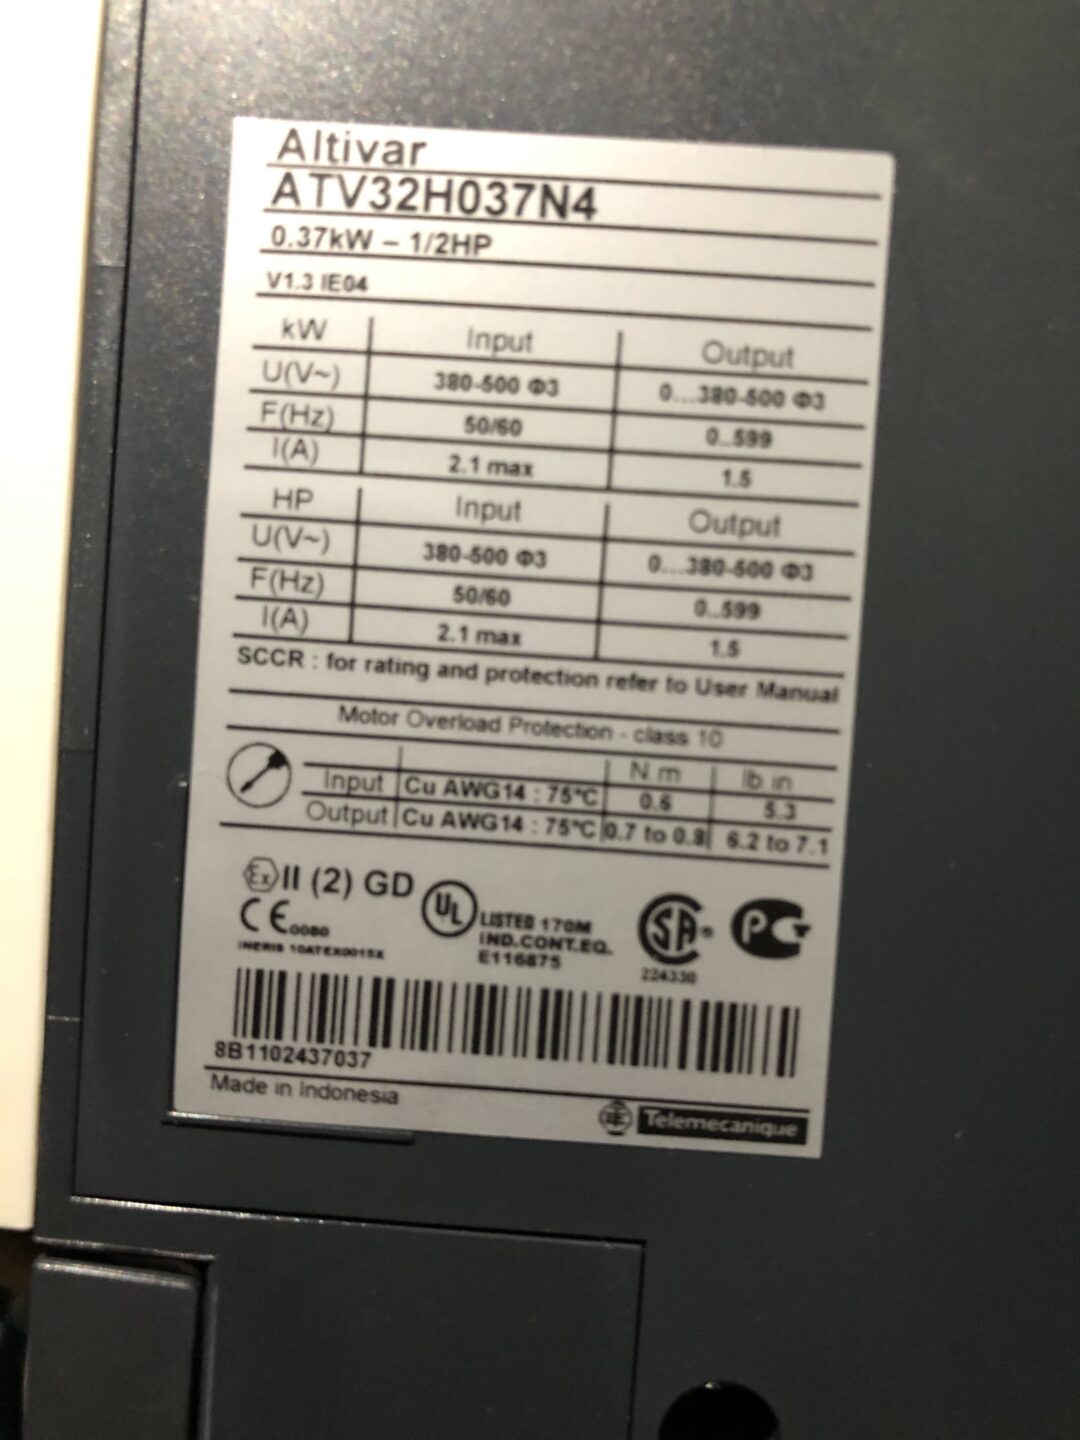 Altivar
ATV32H037N4
0.37kW – 1/2HP
V1.3 IE04
kW Input Output
U(V~) 380-500 Φ3 0...380-500 Φ3
F(Hz) 50/60 0..599
I(A) 2.1 max 1.5
HP Input Output
U(V~) 380-500 Φ3 0...380-500 Φ3
F(Hz) 50/60 0..599
I(A) 2.1 max 1.5
SCCR : for rating and protection refer to User Manual
Motor Overload Protection - class 10
N.m lb.in
Input Cu AWG14 : 75°C 0.6 5.3
Output Cu AWG14 : 75°C 0.7 to 0.8 6.2 to 7.1
Ex II (2) GD
CE 0080
INERIS 10ATEX0015X
UL LISTED 170M
IND.CONT.EQ.
E116875
SA®
224330
PC
8B1102437037
Made in Indonesia
Telemecanique